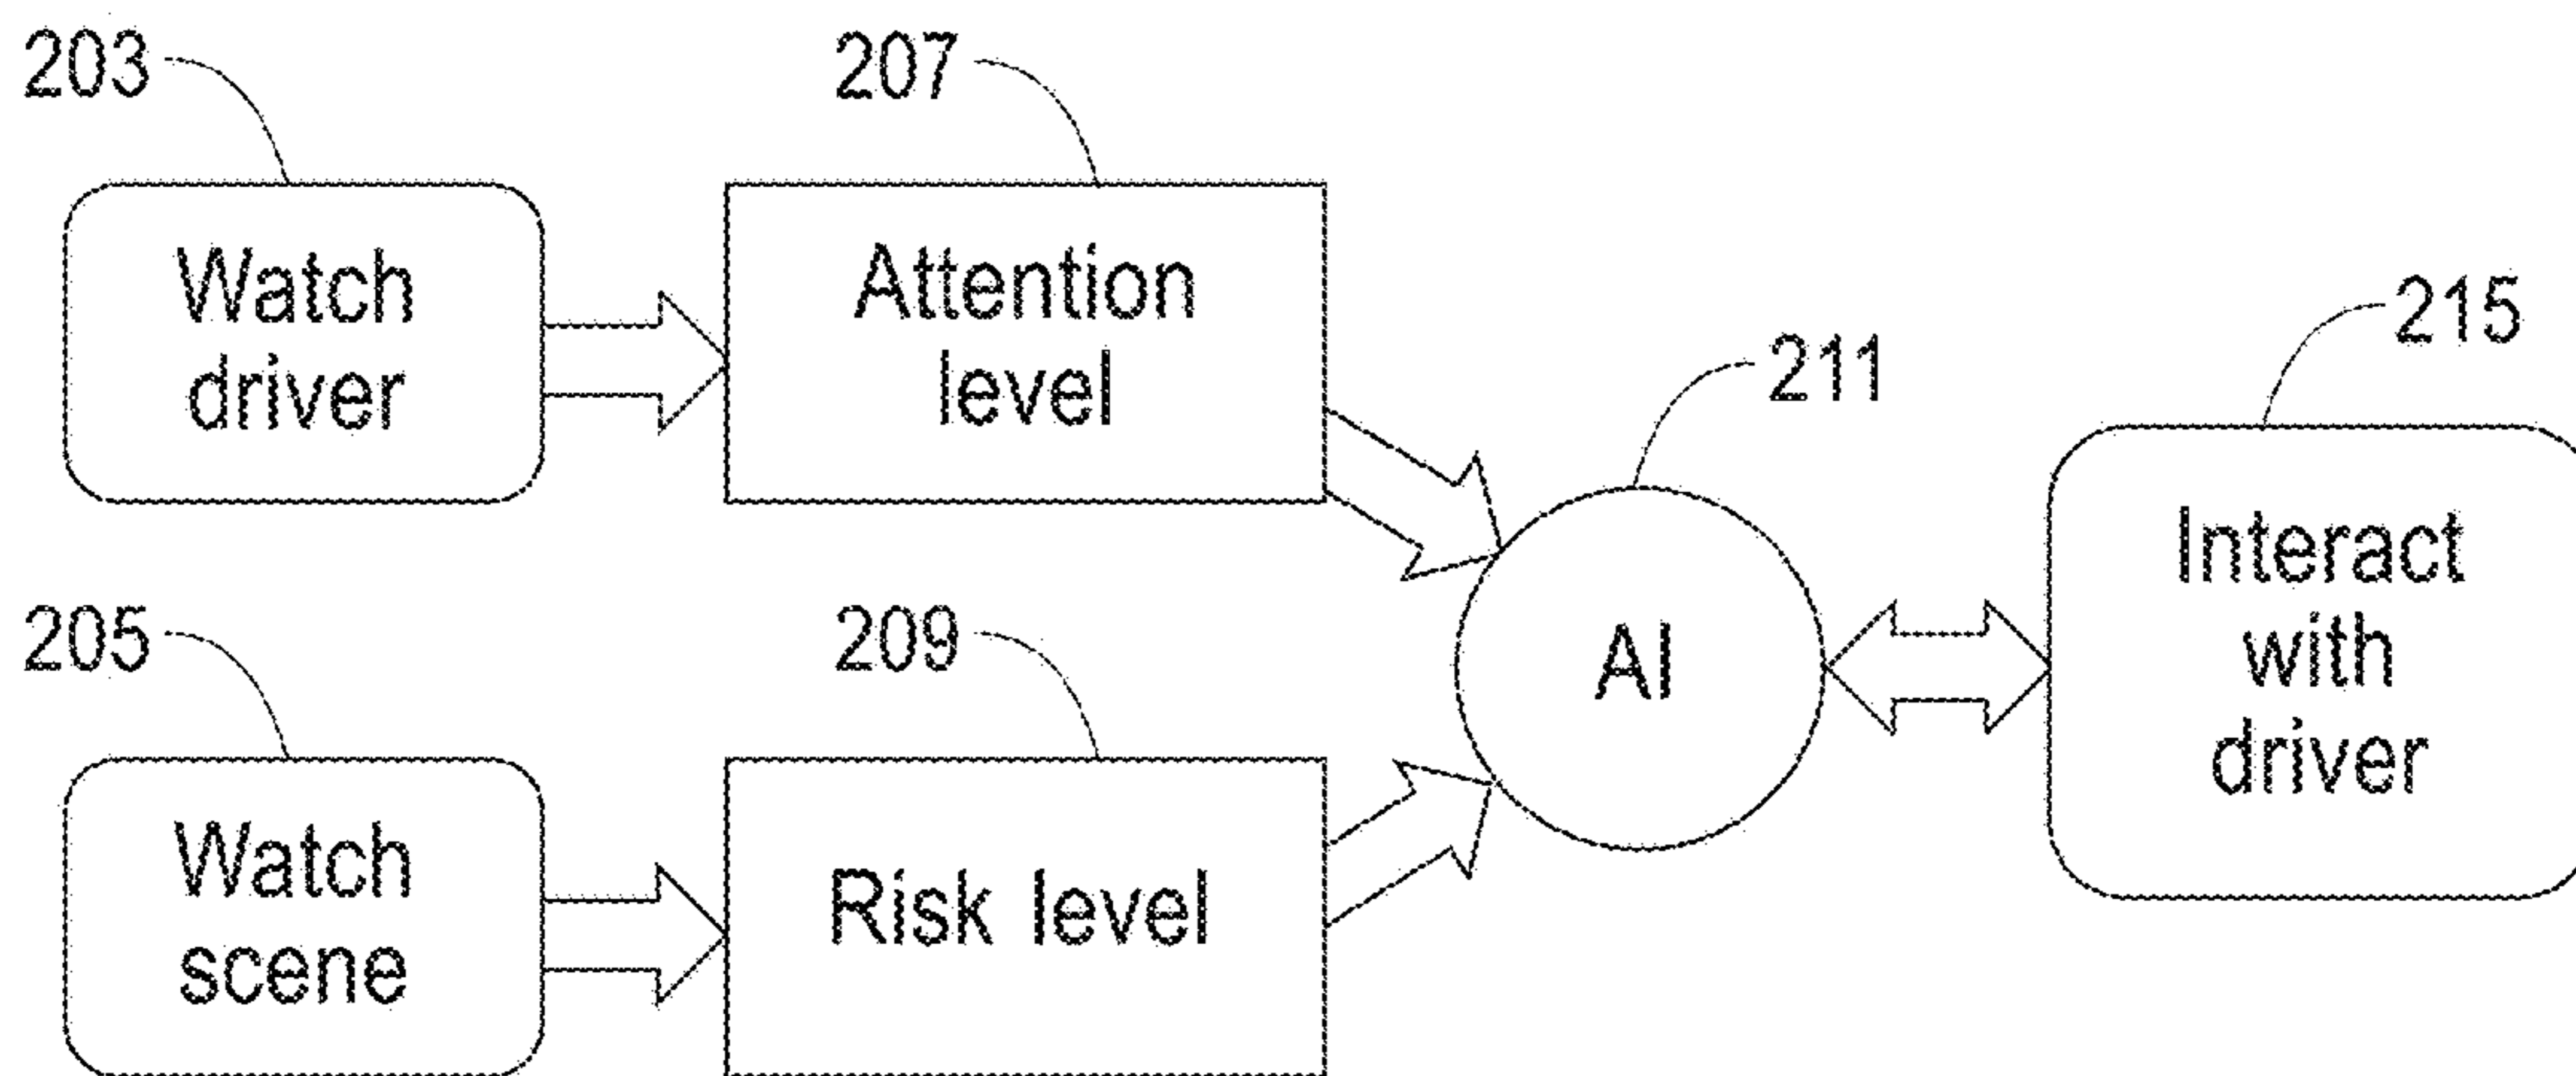 203
207
Watch
driver
Attention
level
215
211
Interact
with
driver
AI
205
209
Watch
scene
Risk level